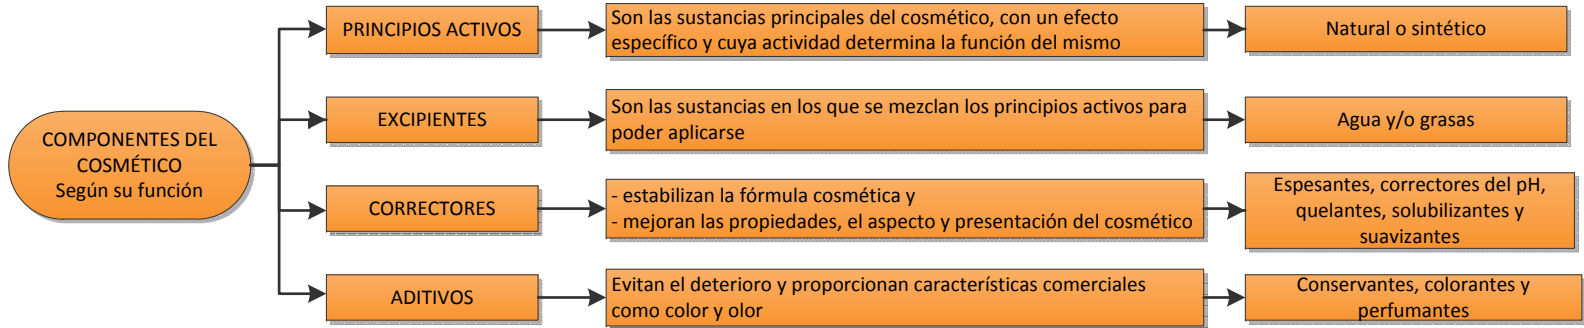 COMPONENTES DEL
COSMÉTICO
Según su función
PRINCIPIOS ACTIVOS
Son las sustancias principales del cosmético, con un efecto
específico y cuya actividad determina la función del mismo
Natural o sintético
EXCIPIENTES
Son las sustancias en los que se mezclan los principios activos para
poder aplicarse
Agua y/o grasas
CORRECTORES
- estabilizan la fórmula cosmética y
- mejoran las propiedades, el aspecto y presentación del cosmético
Espesantes, correctores del pH,
quelantes, solubilizantes y
suavizantes
ADITIVOS
Evitan el deterioro y proporcionan características comerciales
como color y olor
Conservantes, colorantes y
perfumantes